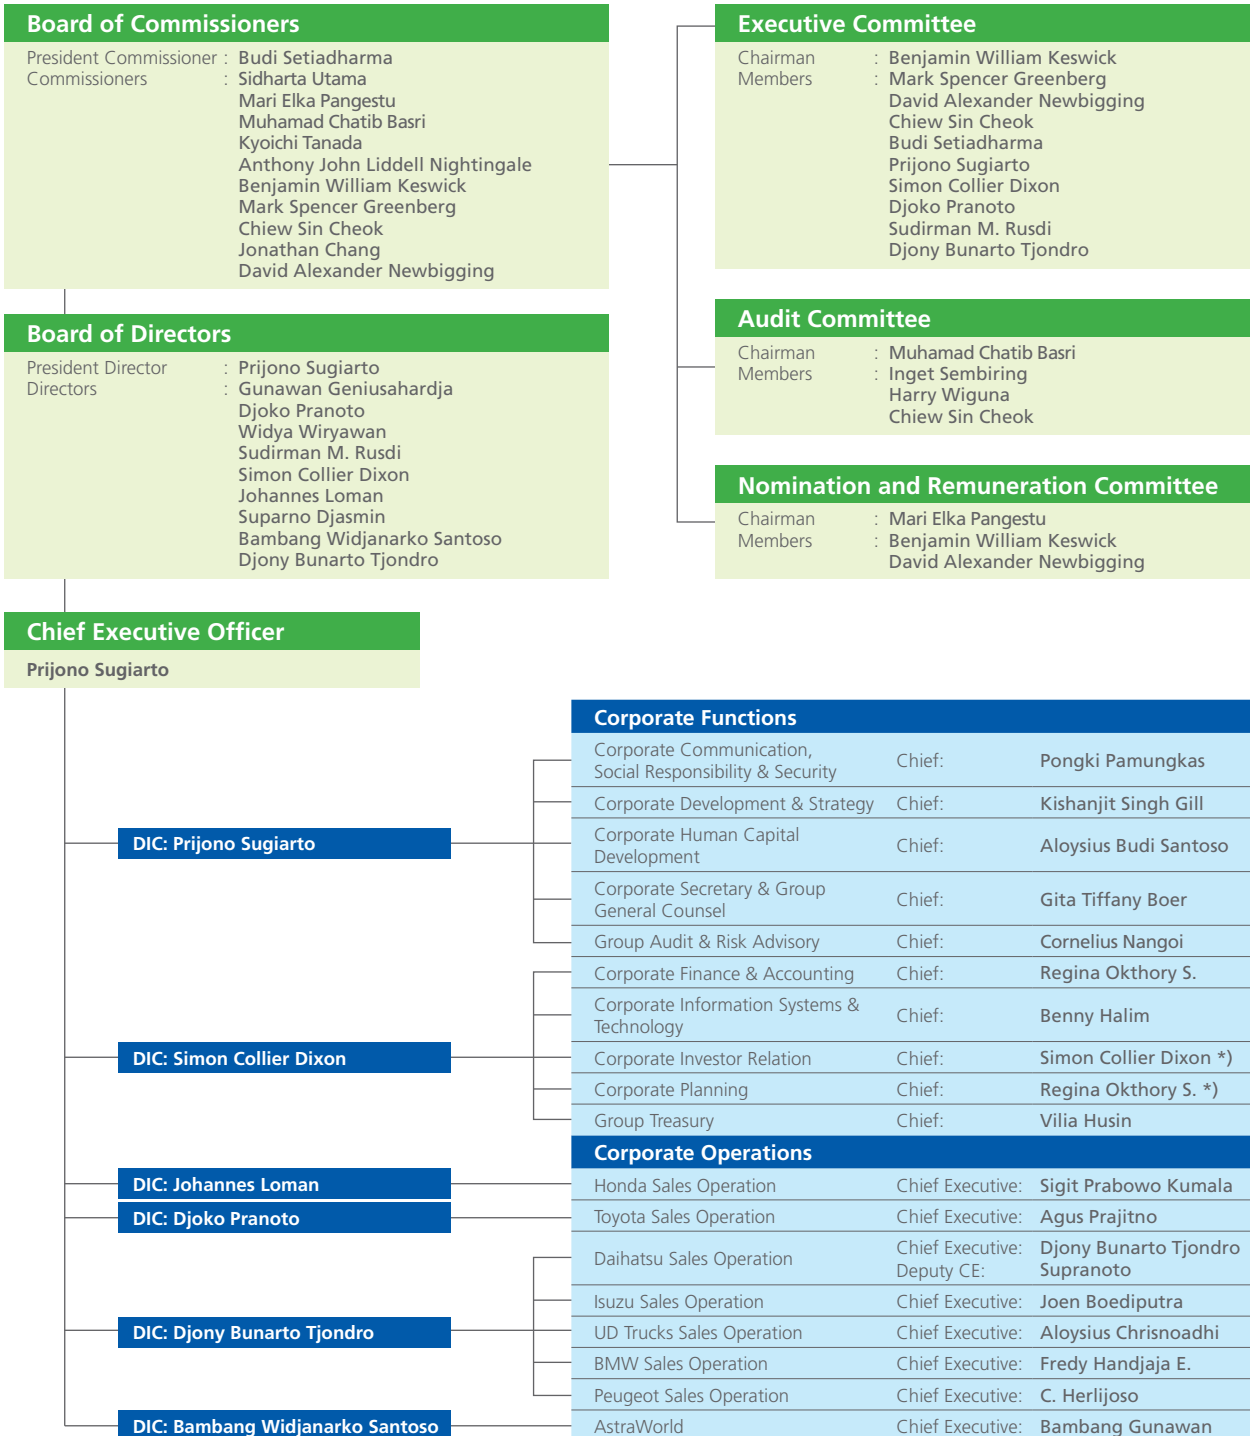 Board of Commissioners
President Commissioner : Budi Setiadharma
Commissioners : Sidharta Utama
Mari Elka Pangestu
Muhamad Chatib Basri
Kyoichi Tanada
Anthony John Liddell Nightingale
Benjamin William Keswick
Mark Spencer Greenberg
Chiew Sin Cheok
Jonathan Chang
David Alexander Newbigging
Executive Committee
Chairman : Benjamin William Keswick
Members : Mark Spencer Greenberg
David Alexander Newbigging
Chiew Sin Cheok
Budi Setiadharma
Prijono Sugiarto
Simon Collier Dixon
Djoko Pranoto
Sudirman M. Rusdi
Djony Bunarto Tjondro
Board of Directors
President Director : Prijono Sugiarto
Directors : Gunawan Geniusahardja
Djoko Pranoto
Widya Wiryawan
Sudirman M. Rusdi
Simon Collier Dixon
Johannes Loman
Suparno Djasmin
Bambang Widjanarko Santoso
Djony Bunarto Tjondro
Audit Committee
Chairman : Muhamad Chatib Basri
Members : Inget Sembiring
Harry Wiguna
Chiew Sin Cheok
Nomination and Remuneration Committee
Chairman : Mari Elka Pangestu
Members : Benjamin William Keswick
David Alexander Newbigging
Chief Executive Officer
Prijono Sugiarto
DIC: Prijono Sugiarto
Corporate Functions
Corporate Communication,
Social Responsibility & Security Chief: Pongki Pamungkas
Corporate Development & Strategy Chief: Kishanjit Singh Gill
Corporate Human Capital
Development Chief: Aloysius Budi Santoso
Corporate Secretary & Group
General Counsel Chief: Gita Tiffany Boer
Group Audit & Risk Advisory Chief: Cornelius Nangoi
DIC: Simon Collier Dixon
Corporate Finance & Accounting Chief: Regina Okthory S.
Corporate Information Systems &
Technology Chief: Benny Halim
Corporate Investor Relation Chief: Simon Collier Dixon *)
Corporate Planning Chief: Regina Okthory S. *)
Group Treasury Chief: Vilia Husin
Corporate Operations
DIC: Johannes Loman
Honda Sales Operation Chief Executive: Sigit Prabowo Kumala
DIC: Djoko Pranoto
Toyota Sales Operation Chief Executive: Agus Prajitno
DIC: Djony Bunarto Tjondro
Daihatsu Sales Operation Chief Executive: Djony Bunarto Tjondro
Deputy CE: Supranoto
Isuzu Sales Operation Chief Executive: Joen Boediputra
UD Trucks Sales Operation Chief Executive: Aloysius Chrisnoadhi
BMW Sales Operation Chief Executive: Fredy Handjaja E.
Peugeot Sales Operation Chief Executive: C. Herlijoso
DIC: Bambang Widjanarko Santoso
AstraWorld Chief Executive: Bambang Gunawan